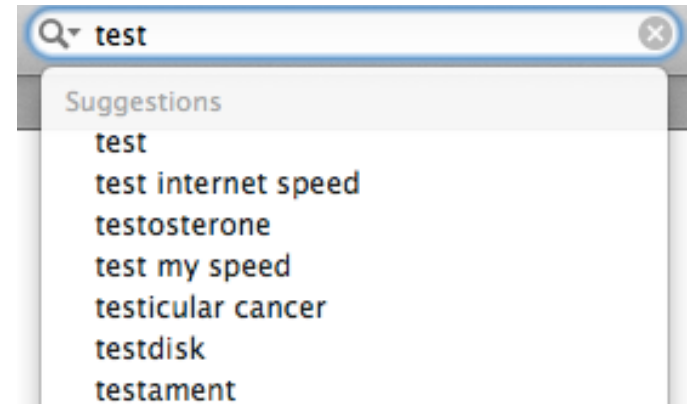 test
Suggestions
test
test internet speed
testosterone
test my speed
testicular cancer
testdisk
testament